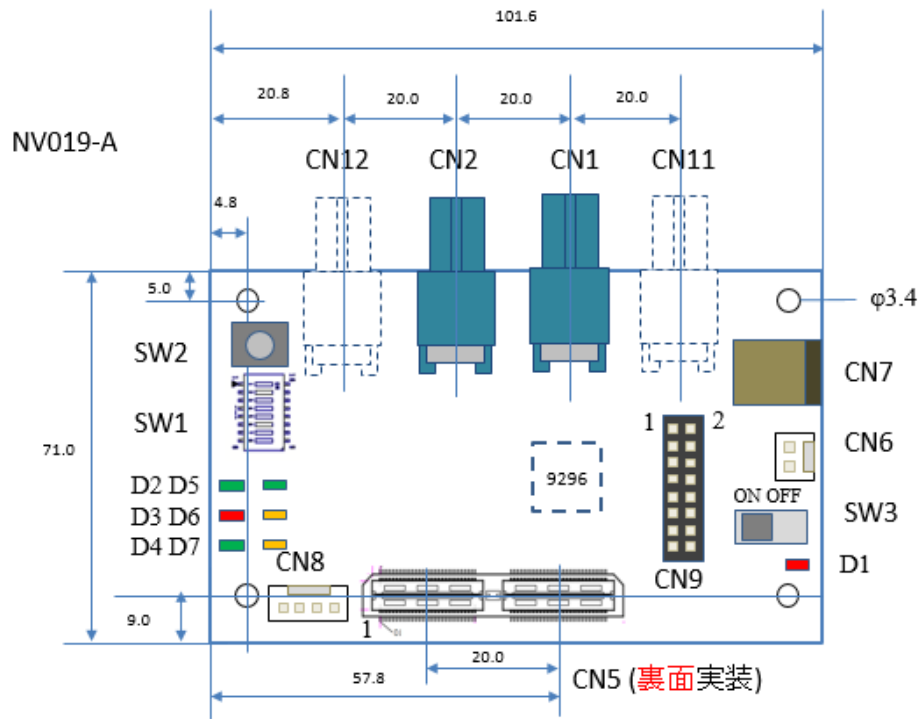 101.6
20.8 20.0 20.0 20.0
NV019-A
CN12 CN2 CN1 CN11
4.8
5.0
φ3.4
SW2
CN7
SW1
1 2
CN6
71.0
9296
D2 D5
ON OFF
D3 D6
SW3
D4 D7
CN8
CN9
D1
9.0
1
20.0
57.8
CN5 (裏面実装)